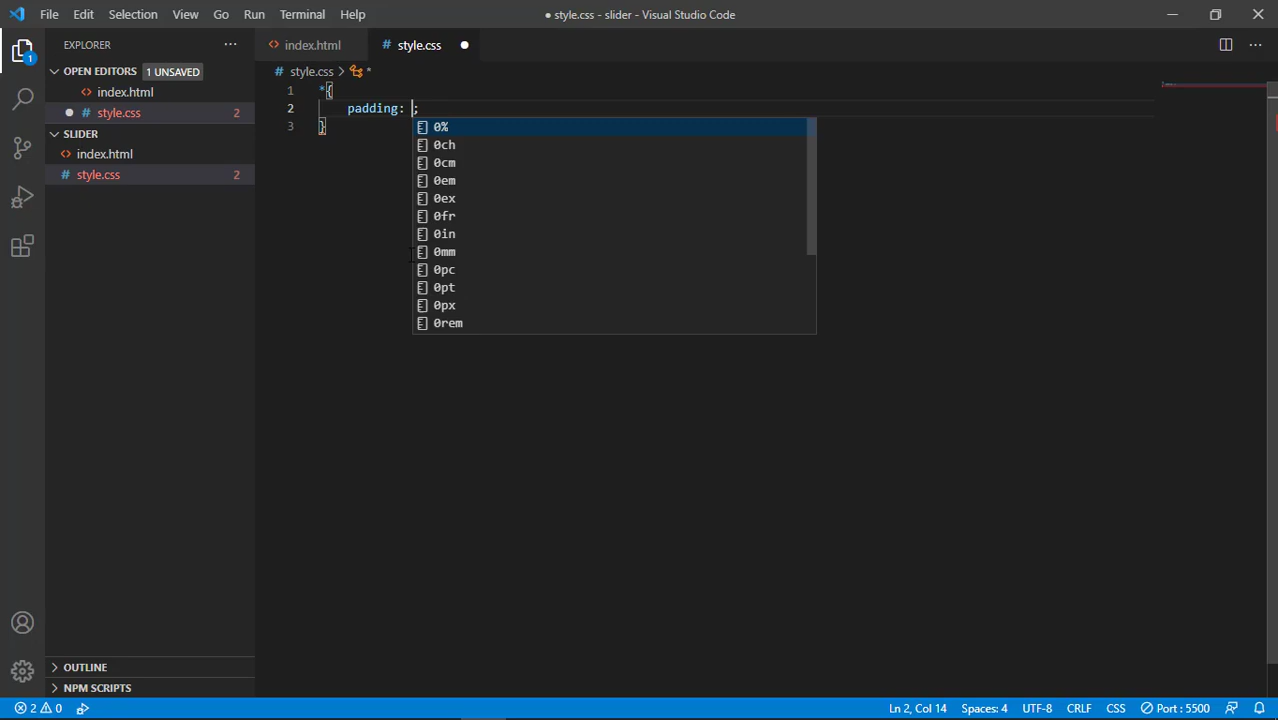 File Edit Selection View Go Run Terminal Help ● style.css - slider - Visual Studio Code
EXPLORER ···
1
OPEN EDITORS 1 UNSAVED
index.html
style.css 2
SLIDER
index.html
style.css 2
OUTLINE
NPM SCRIPTS
index.html style.css
style.css > *
1 *{
2 padding: ;
3 }
0%
0ch
0cm
0em
0ex
0fr
0in
0mm
0pc
0pt
0px
0rem
2 0 Ln 2, Col 14 Spaces: 4 UTF-8 CRLF CSS Port : 5500